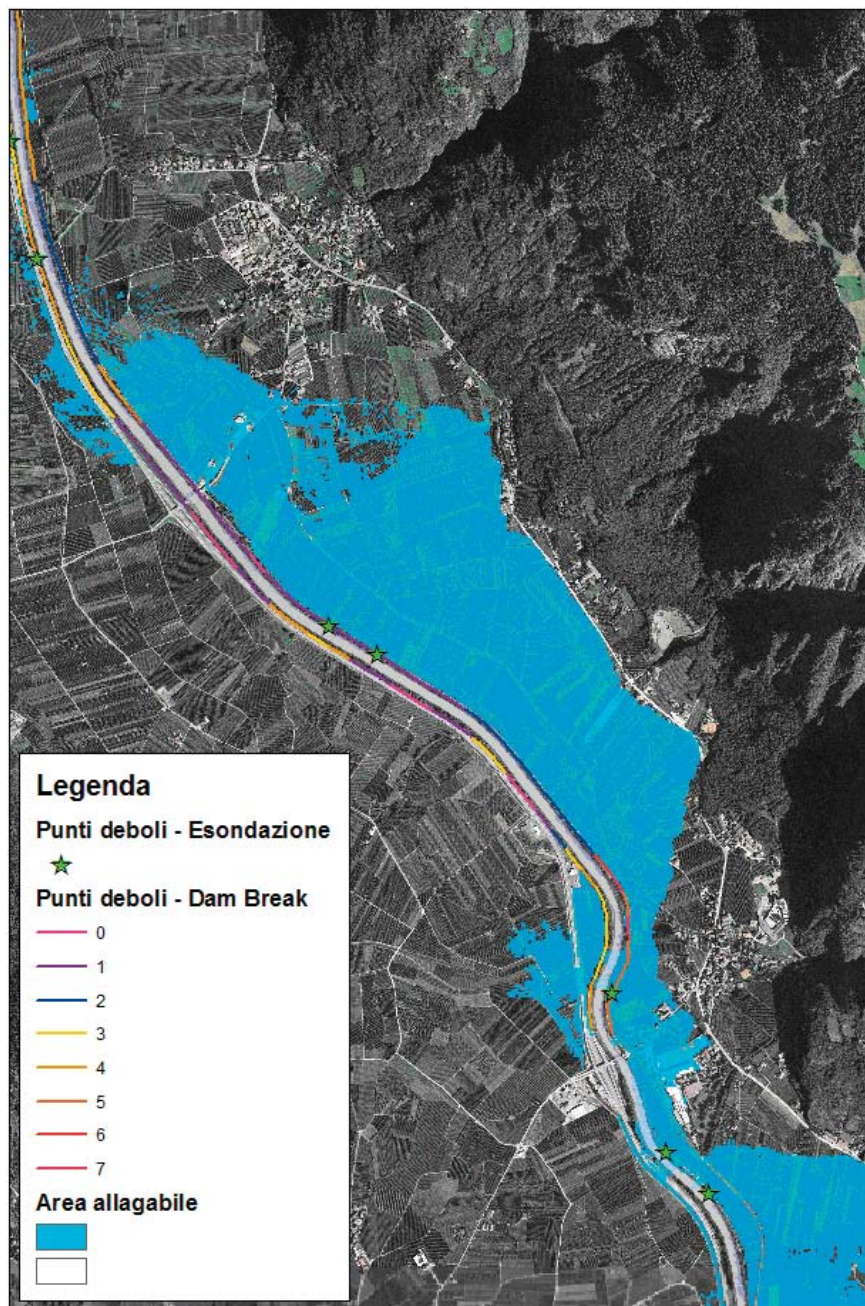 Legenda
Punti deboli - Esondazione
Punti deboli - Dam Break
0
1
2
3
4
5
6
7
Area allagabile